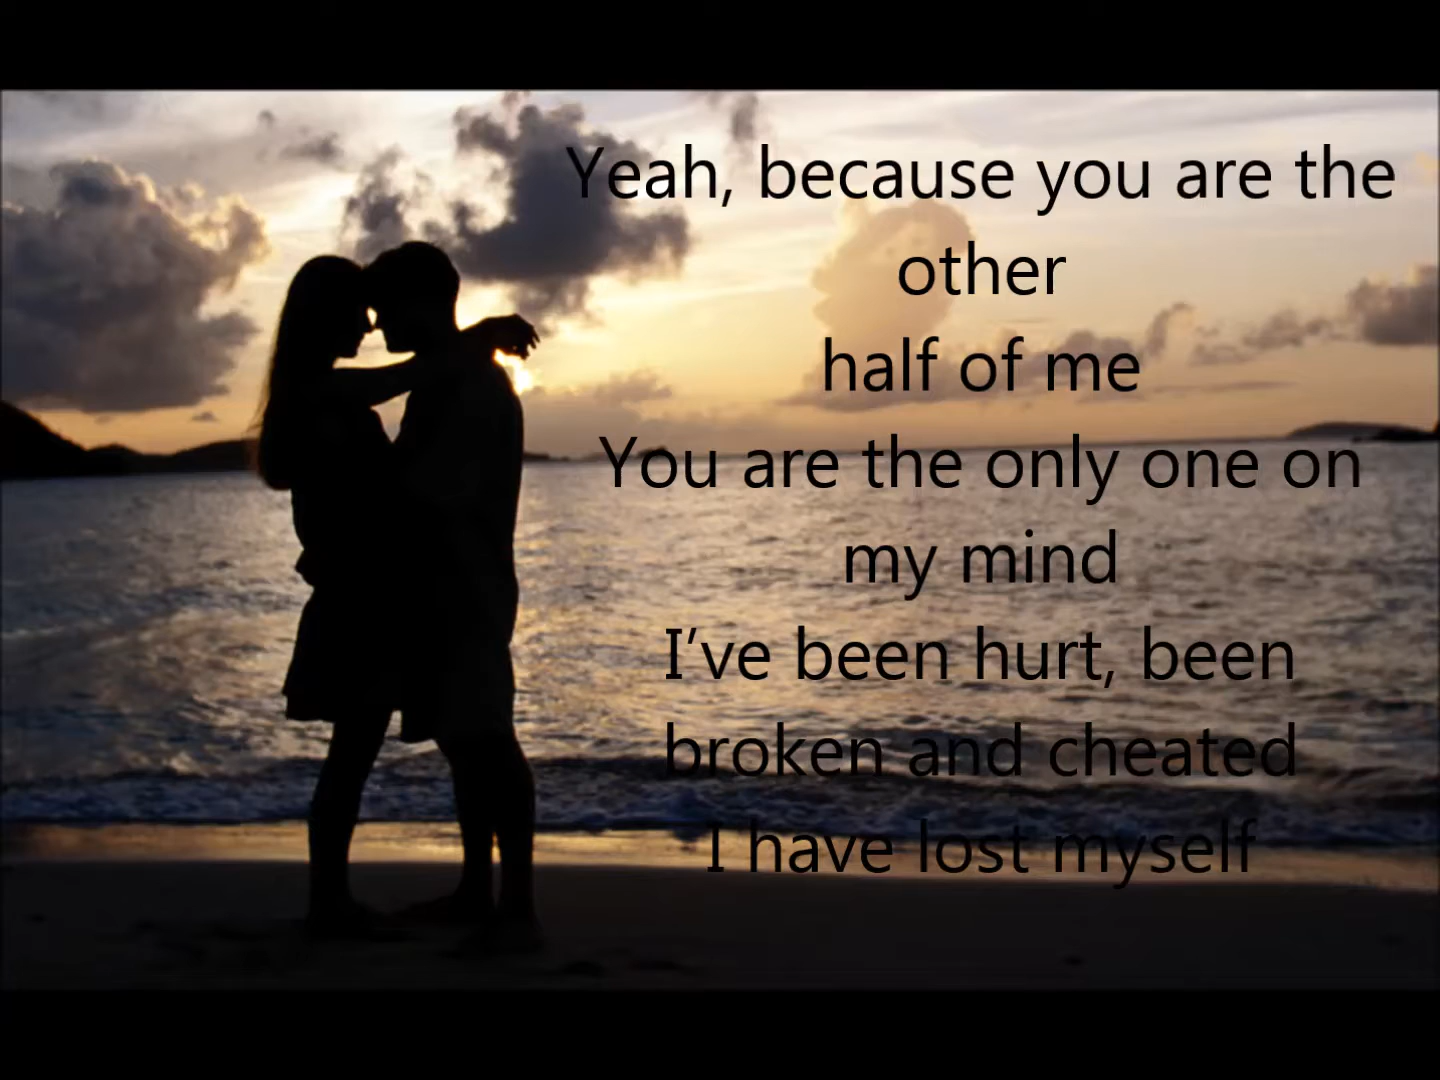 Yeah, because you are the
other
half of me
You are the only one on
my mind
I've been hurt, been
broken and cheated
I have lost myself